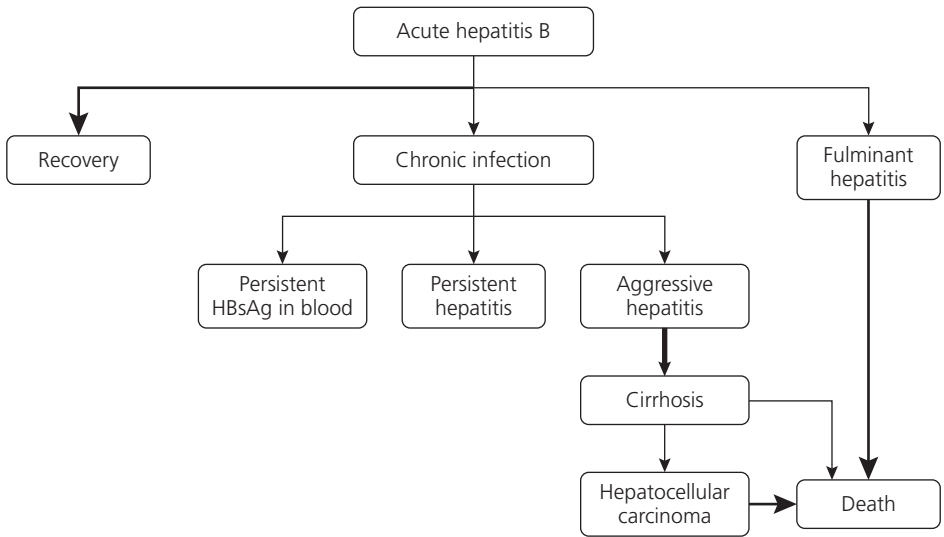 Acute hepatitis B
Recovery
Chronic infection
Fulminant
hepatitis
Persistent
HBsAg in blood
Persistent
hepatitis
Aggressive
hepatitis
Cirrhosis
Hepatocellular
carcinoma
Death